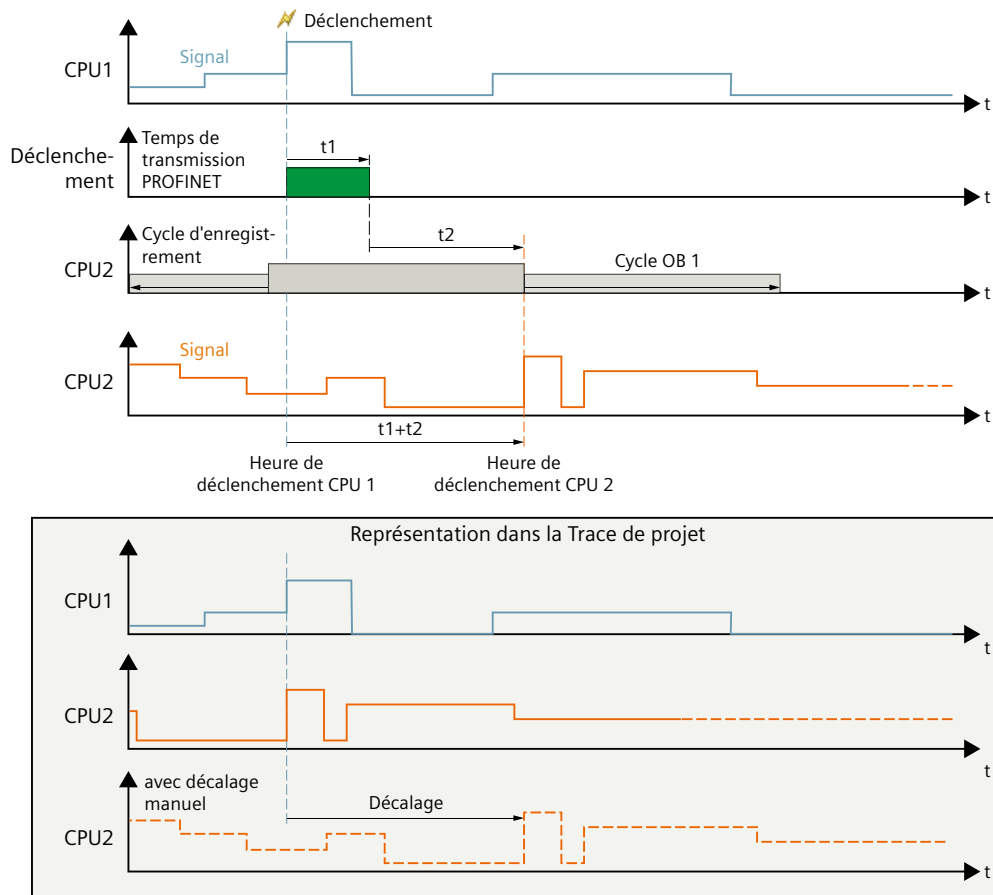 Déclenchement
Signal
CPU1
t
Déclenche-
ment
Temps de
transmission
PROFINET
t1
t
t2
Cycle d'enregist-
rement
Cycle OB 1
CPU2
t
Signal
CPU2
t
t1+t2
Heure de
déclenchement CPU 1
Heure de
déclenchement CPU 2
Représentation dans la Trace de projet
CPU1
t
CPU2
t
avec décalage
manuel
Décalage
CPU2
t